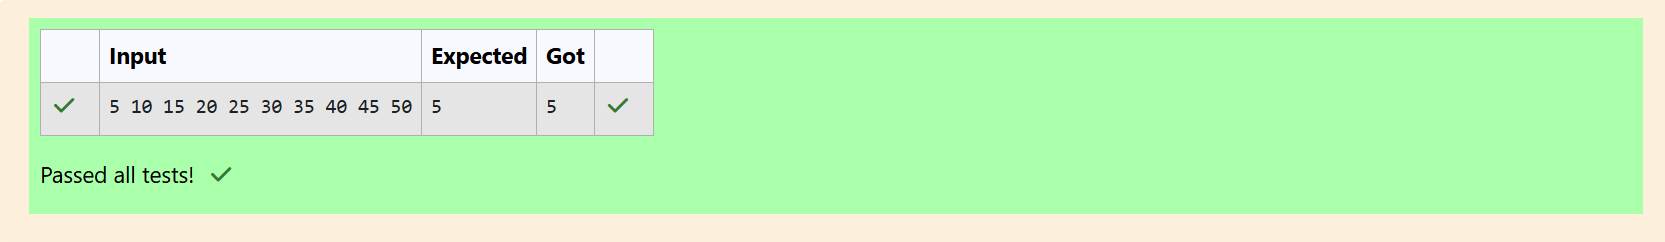 Input Expected Got
5 10 15 20 25 30 35 40 45 50 5 5
Passed all tests!